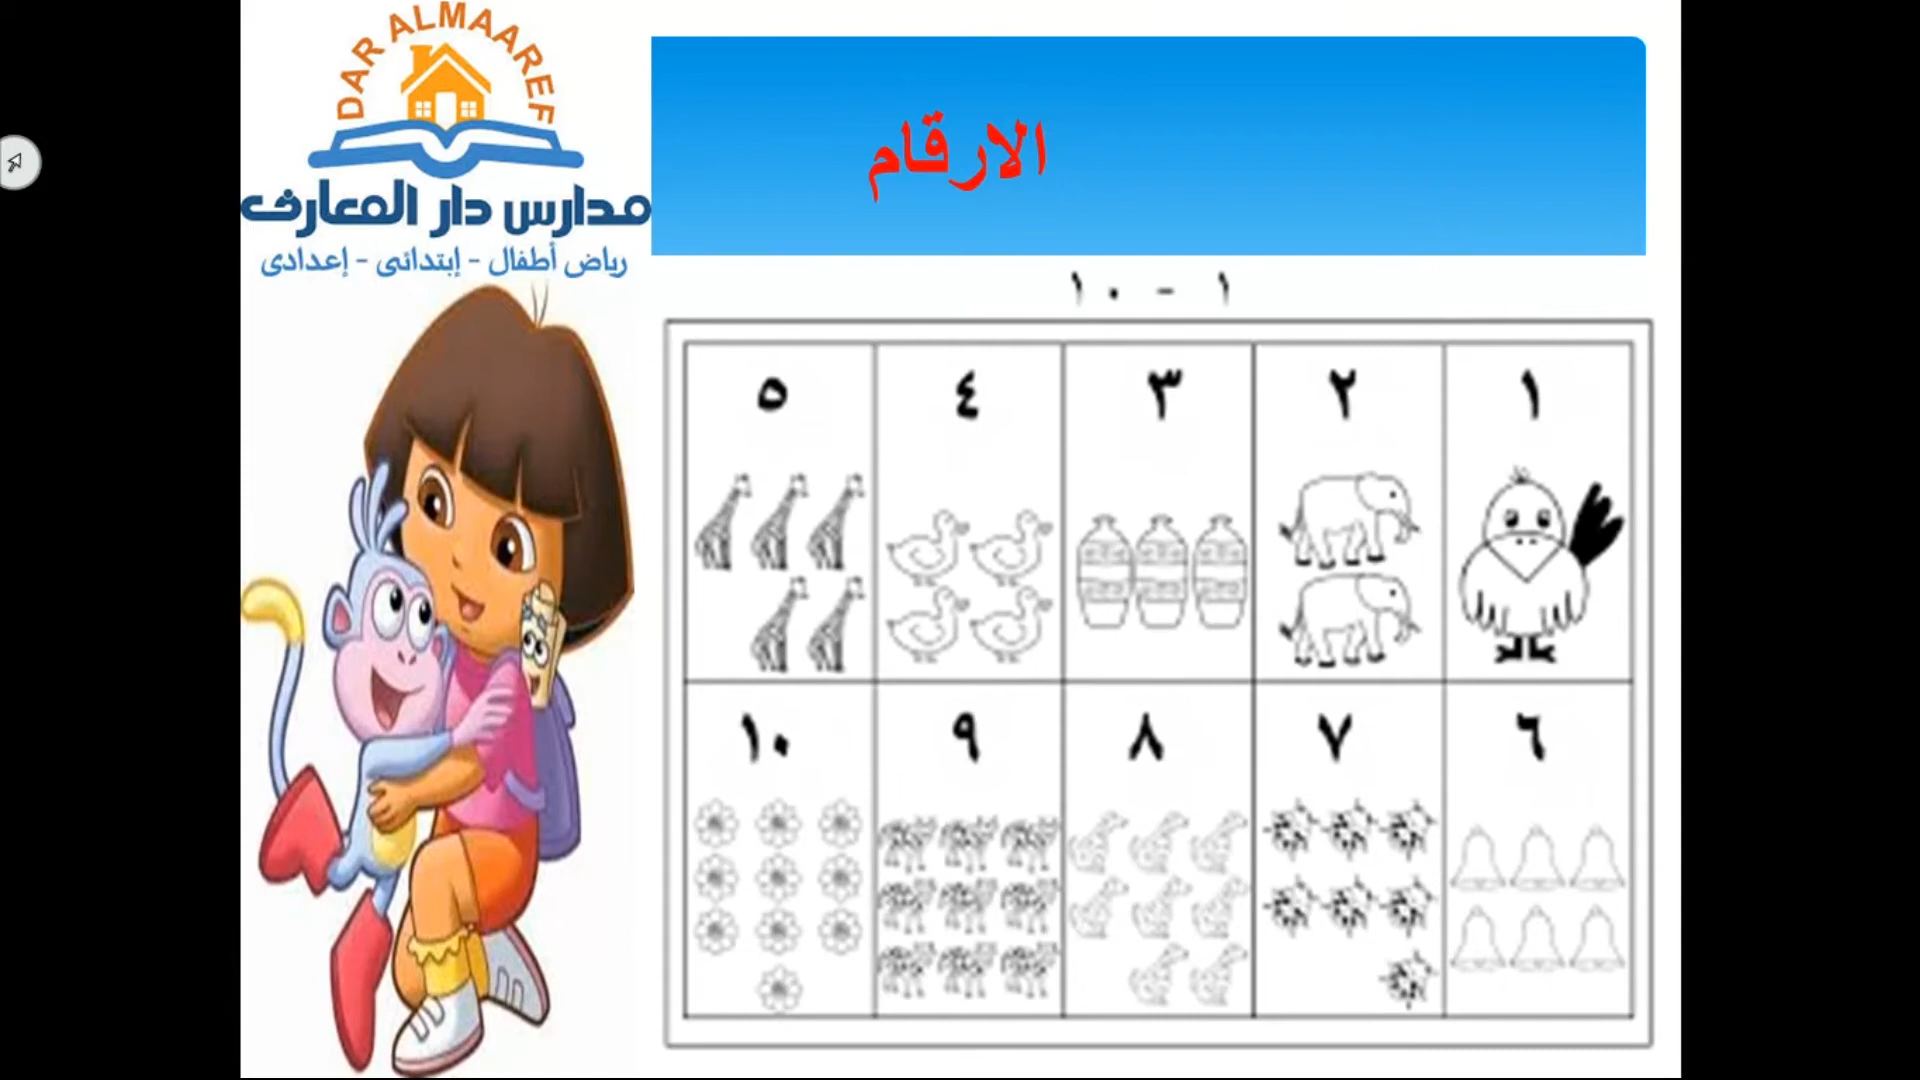 DAR ALMAAREF
مدارس دار المعارف
رياض أطفال - إبتدائى - إعدادى
الارقام
١ - ١٠
١ ٢ ٣ ٤ ٥
٦ ٧ ٨ ٩ ١٠